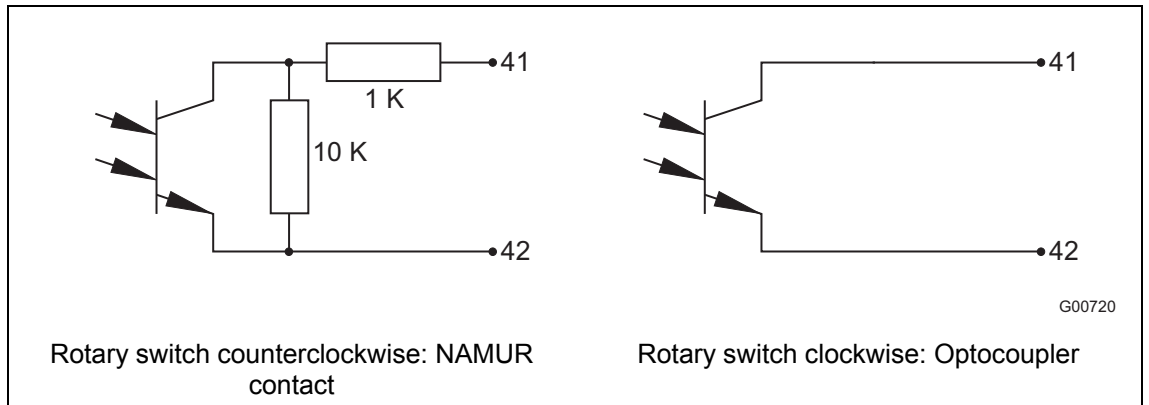 41
1 K
10 K
42
41
42
G00720
Rotary switch counterclockwise: NAMUR
contact
Rotary switch clockwise: Optocoupler